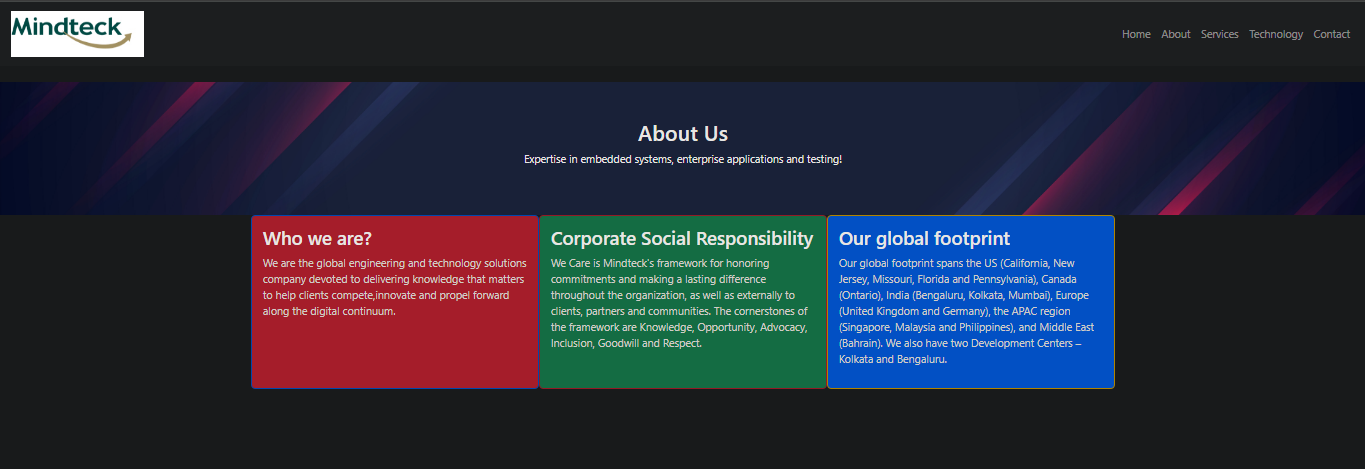 Mindteck
Home About Services Technology Contact
About Us
Expertise in embedded systems, enterprise applications and testing!
Who we are?
We are the global engineering and technology solutions
company devoted to delivering knowledge that matters
to help clients compete,innovate and propel forward
along the digital continuum.
Corporate Social Responsibility
We Care is Mindteck's framework for honoring
commitments and making a lasting difference
throughout the organization, as well as externally to
clients, partners and communities. The cornerstones of
the framework are Knowledge, Opportunity, Advocacy,
Inclusion, Goodwill and Respect.
Our global footprint
Our global footprint spans the US (California, New
Jersey, Missouri, Florida and Pennsylvania), Canada
(Ontario), India (Bengaluru, Kolkata, Mumbai), Europe
(United Kingdom and Germany), the APAC region
(Singapore, Malaysia and Philippines), and Middle East
(Bahrain). We also have two Development Centers –
Kolkata and Bengaluru.